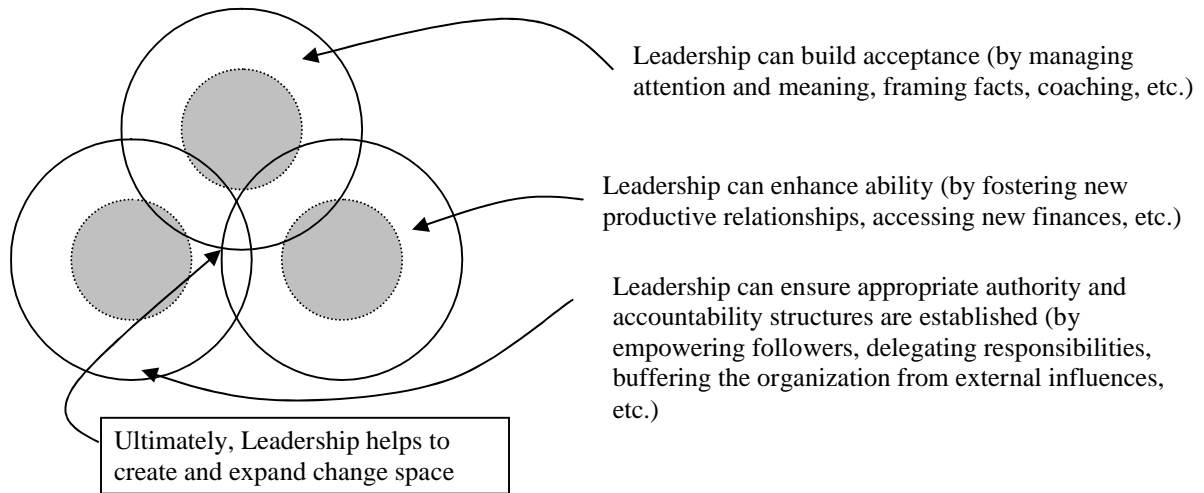 Leadership can build acceptance (by managing
attention and meaning, framing facts, coaching, etc.)
Leadership can enhance ability (by fostering new
productive relationships, accessing new finances, etc.)
Leadership can ensure appropriate authority and
accountability structures are established (by
empowering followers, delegating responsibilities,
buffering the organization from external influences,
etc.)
Ultimately, Leadership helps to
create and expand change space